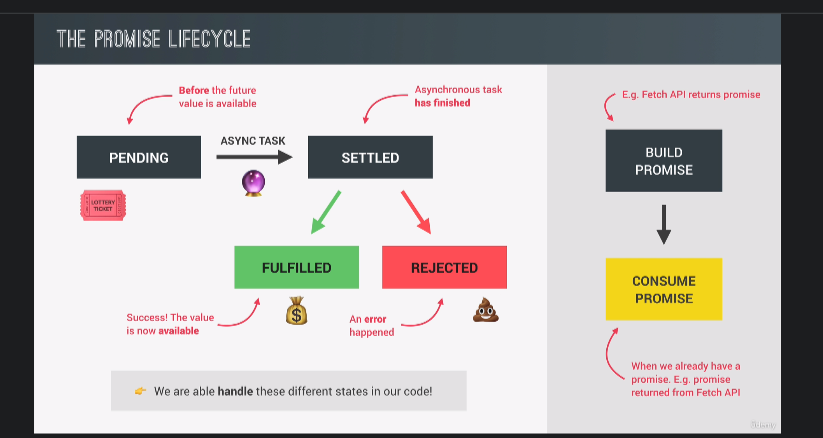 THE PROMISE LIFECYCLE
Before the future
value is available
Asynchronous task
has finished
PENDING
ASYNC TASK
SETTLED
LOTTERY
TICKET
FULFILLED
REJECTED
Success! The value
is now available
An error
happened
👉 We are able handle these different states in our code!
E.g. Fetch API returns promise
BUILD
PROMISE
CONSUME
PROMISE
When we already have a
promise. E.g. promise
returned from Fetch API
Udemy